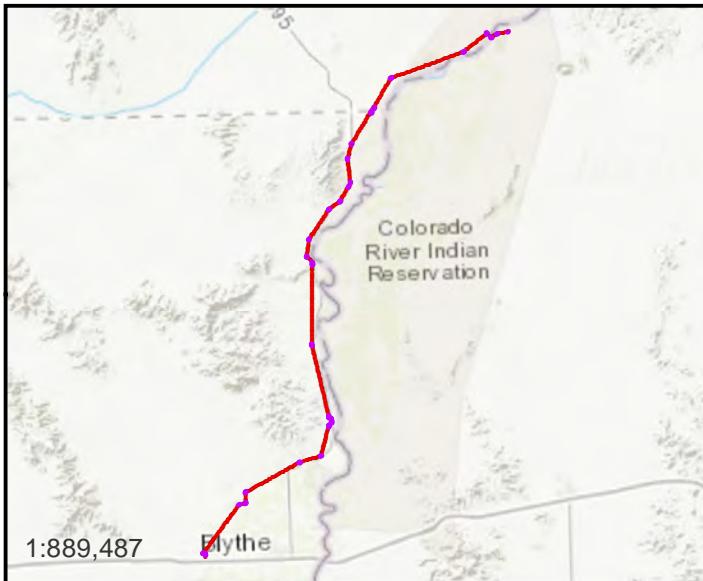 95
Colorado
River Indian
Reservation
1:889,487
Blythe